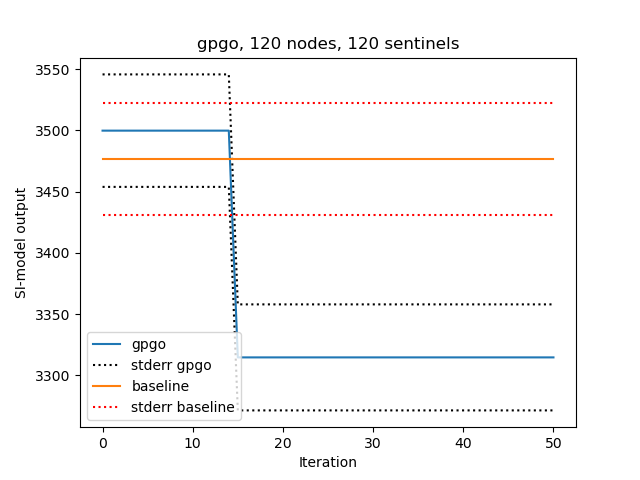 gpgo, 120 nodes, 120 sentinels
3550
3500
3450
3400
3350
3300
SI-model output
gpgo
stderr gpgo
baseline
stderr baseline
0 10 20 30 40 50
Iteration